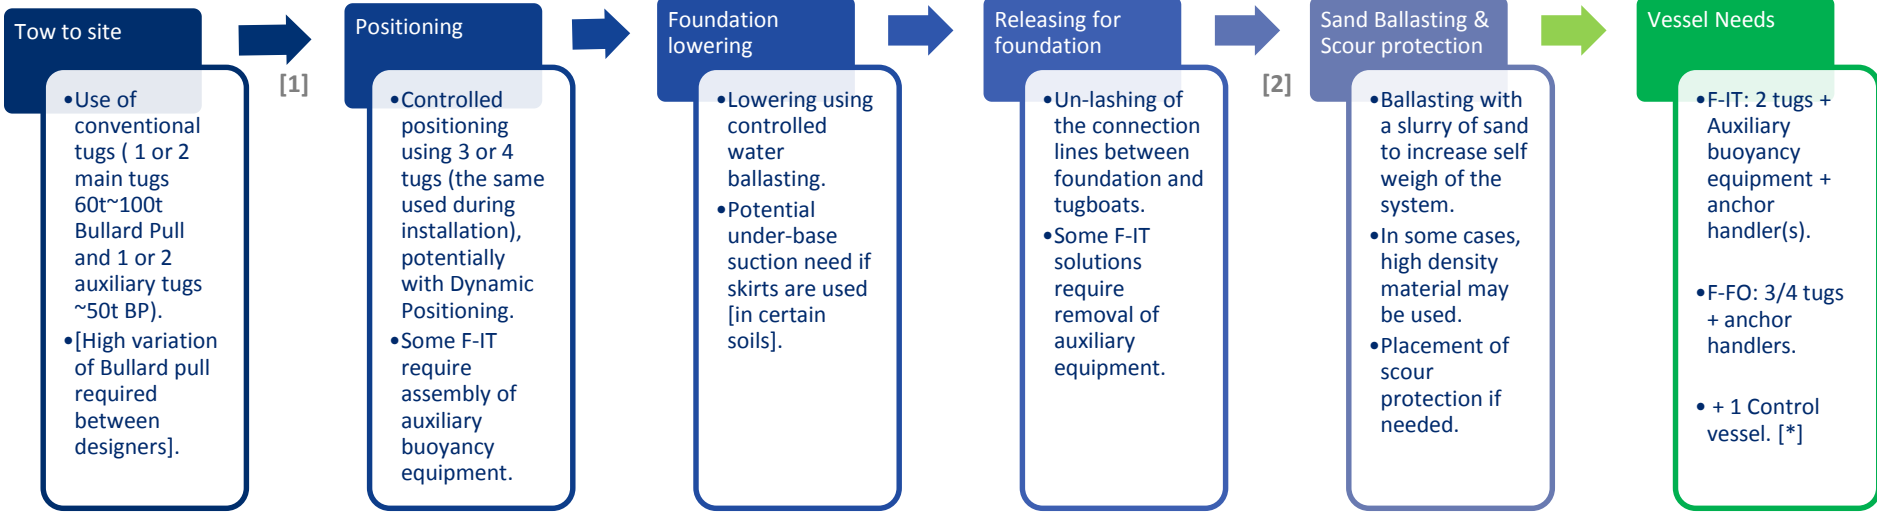 Tow to site
•Use of
conventional
tugs ( 1 or 2
main tugs
60t~100t
Bullard Pull
and 1 or 2
auxiliary tugs
~50t BP).
•[High variation
of Bullard pull
required
between
designers].
[1]
Positioning
•Controlled
positioning
using 3 or 4
tugs (the same
used during
installation),
potentially
with Dynamic
Positioning.
•Some F-IT
require
assembly of
auxiliary
buoyancy
equipment.
Foundation
lowering
•Lowering using
controlled
water
ballasting.
•Potential
under-base
suction need if
skirts are used
[in certain
soils].
Releasing for
foundation
•Un-lashing of
the connection
lines between
foundation and
tugboats.
•Some F-IT
solutions
require
removal of
auxiliary
equipment.
[2]
Sand Ballasting &
Scour protection
•Ballasting with
a slurry of sand
to increase self
weigh of the
system.
•In some cases,
high density
material may
be used.
•Placement of
scour
protection if
needed.
Vessel Needs
•F-IT: 2 tugs +
Auxiliary
buoyancy
equipment +
anchor
handler(s).
•F-FO: 3/4 tugs
+ anchor
handlers.
• + 1 Control
vessel. [*]